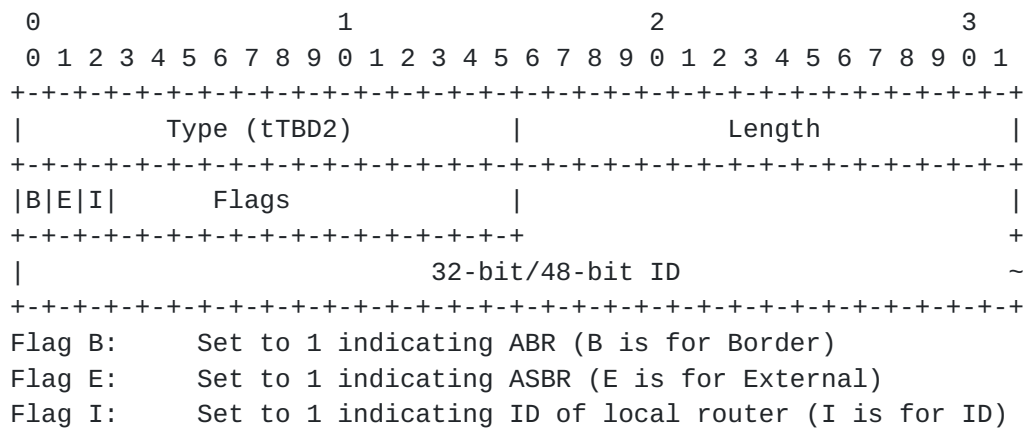 0                   1                   2                   3
 0 1 2 3 4 5 6 7 8 9 0 1 2 3 4 5 6 7 8 9 0 1 2 3 4 5 6 7 8 9 0 1
+-+-+-+-+-+-+-+-+-+-+-+-+-+-+-+-+-+-+-+-+-+-+-+-+-+-+-+-+-+-+-+-+
|         Type (tTBD2)          |             Length            |
+-+-+-+-+-+-+-+-+-+-+-+-+-+-+-+-+-+-+-+-+-+-+-+-+-+-+-+-+-+-+-+-+
|B|E|I|      Flags              |                               |
+-+-+-+-+-+-+-+-+-+-+-+-+-+-+-+-+                               +
|                          32-bit/48-bit ID                     ~
+-+-+-+-+-+-+-+-+-+-+-+-+-+-+-+-+-+-+-+-+-+-+-+-+-+-+-+-+-+-+-+-+
Flag B:     Set to 1 indicating ABR (B is for Border)
Flag E:     Set to 1 indicating ASBR (E is for External)
Flag I:     Set to 1 indicating ID of local router (I is for ID)